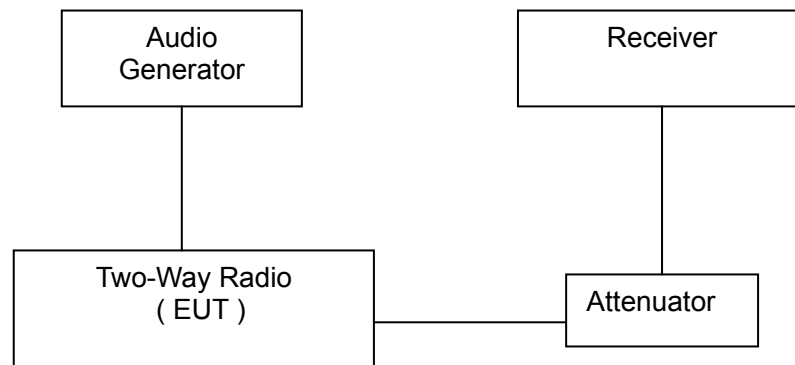 Audio
Generator
Receiver
Two-Way Radio
( EUT )
Attenuator